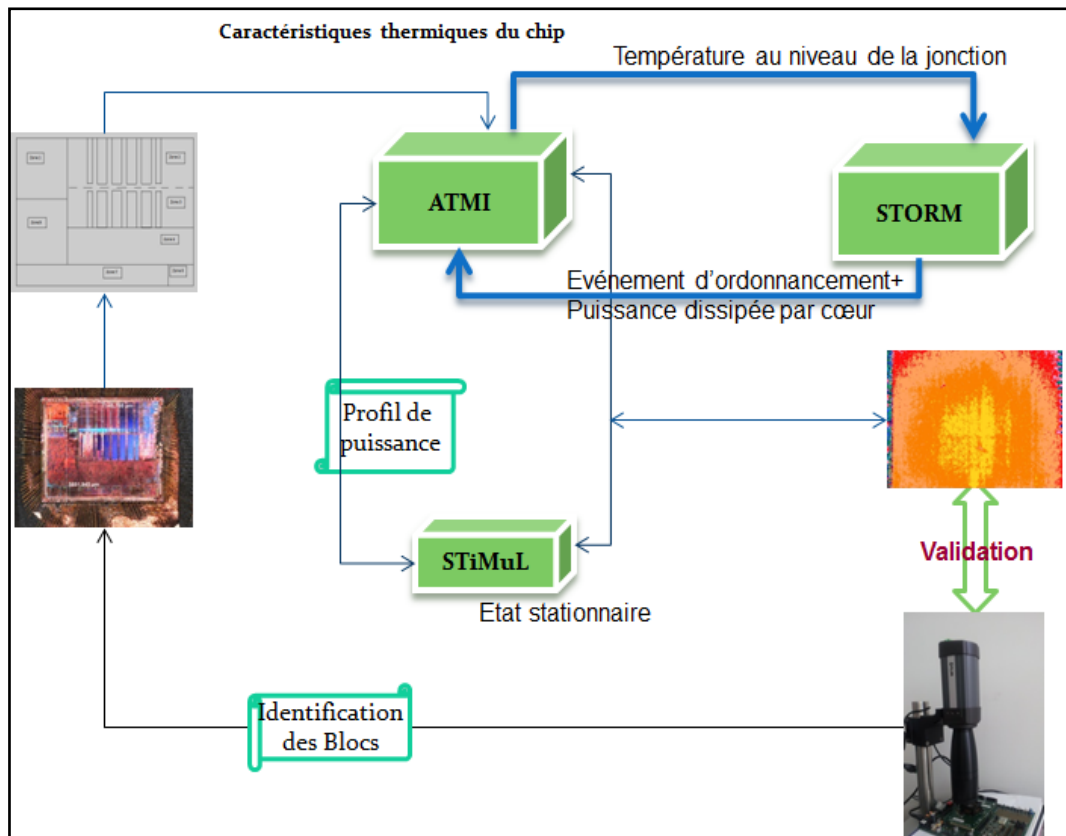 Caractéristiques thermiques du chip
Température au niveau de la jonction
ATMI
STORM
Evénement d'ordonnancement+
Puissance dissipée par cœur
Profil de
puissance
STiMuL
Etat stationnaire
Validation
Identification
des Blocs